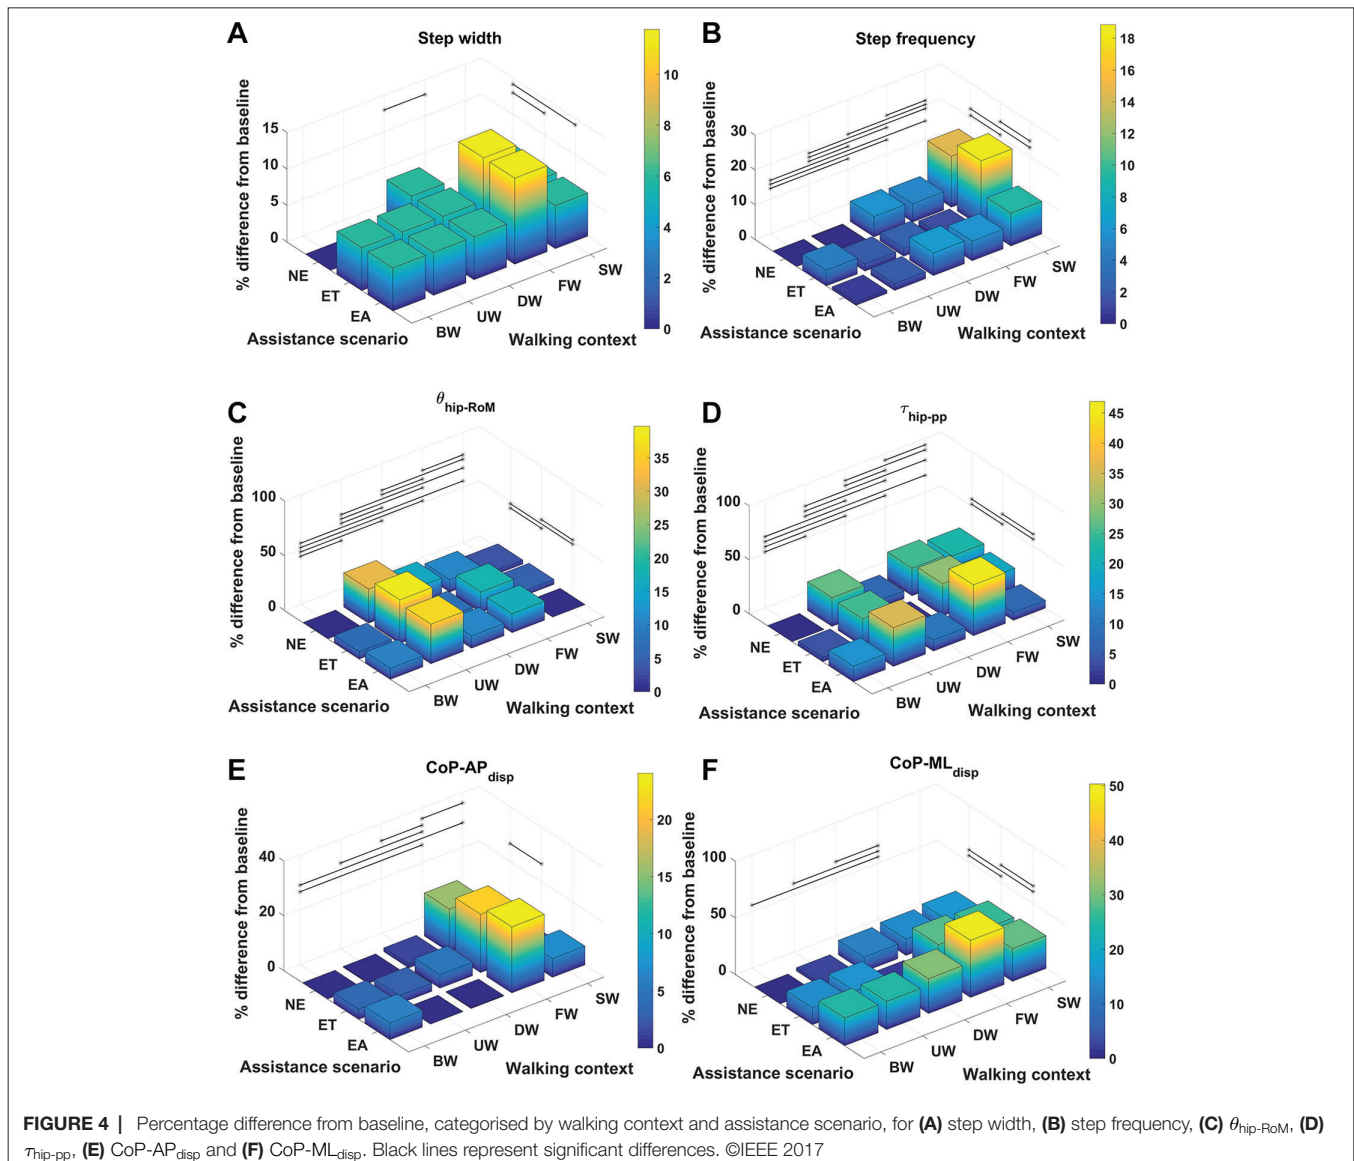 A
Step width
% difference from baseline
15
10
5
0
NE
ET
EA
Assistance scenario
BW
UW
DW
FW
SW
Walking context
10
8
6
4
2
0
B
Step frequency
% difference from baseline
30
20
10
0
NE
ET
EA
Assistance scenario
BW
UW
DW
FW
SW
Walking context
18
16
14
12
10
8
6
4
2
0
C
θhip-RoM
% difference from baseline
100
50
0
NE
ET
EA
Assistance scenario
BW
UW
DW
FW
SW
Walking context
35
30
25
20
15
10
5
0
D
τhip-pp
% difference from baseline
100
50
0
NE
ET
EA
Assistance scenario
BW
UW
DW
FW
SW
Walking context
45
40
35
30
25
20
15
10
5
0
E
CoP-APdisp
% difference from baseline
40
20
0
NE
ET
EA
Assistance scenario
BW
UW
DW
FW
SW
Walking context
20
15
10
5
0
F
CoP-MLdisp
% difference from baseline
100
50
0
NE
ET
EA
Assistance scenario
BW
UW
DW
FW
SW
Walking context
50
40
30
20
10
0
FIGURE 4 | Percentage difference from baseline, categorised by walking context and assistance scenario, for (A) step width, (B) step frequency, (C) θhip-RoM, (D)
τhip-pp, (E) CoP-APdisp and (F) CoP-MLdisp. Black lines represent significant differences. ©IEEE 2017